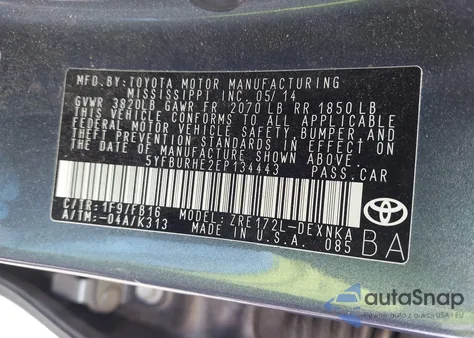 MFD.BY:TOYOTA MOTOR MANUFACTURING
MISSISSIPPI INC 05/14
GVWR 3820LB GAWR FR 2070 LB RR 1850 LB
THIS VEHICLE CONFORMS TO ALL APPLICABLE
FEDERAL MOTOR VEHICLE SAFETY, BUMPER, AND
THEFT PREVENTION STANDARDS IN EFFECT ON
THE DATE OF MANUFACTURE SHOWN ABOVE.
5YFBURHE2EP134443 PASS.CAR
C/TR:1F9/FB16 MODEL:ZRE172L-DEXNKA
A/TM:-04A/K313 MADE IN U.S.A. 085
BA
TOYOTA
autoSnap